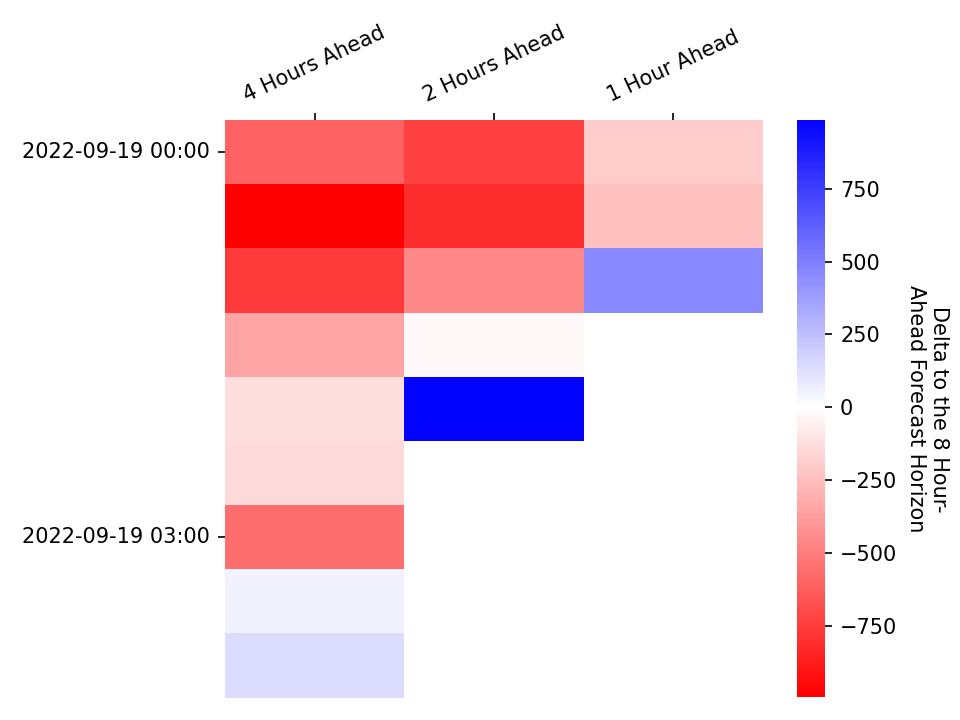 4 Hours Ahead
2 Hours Ahead
1 Hour Ahead
2022-09-19 00:00
2022-09-19 03:00
750
500
250
0
−250
−500
−750
Delta to the 8 Hour-
Ahead Forecast Horizon